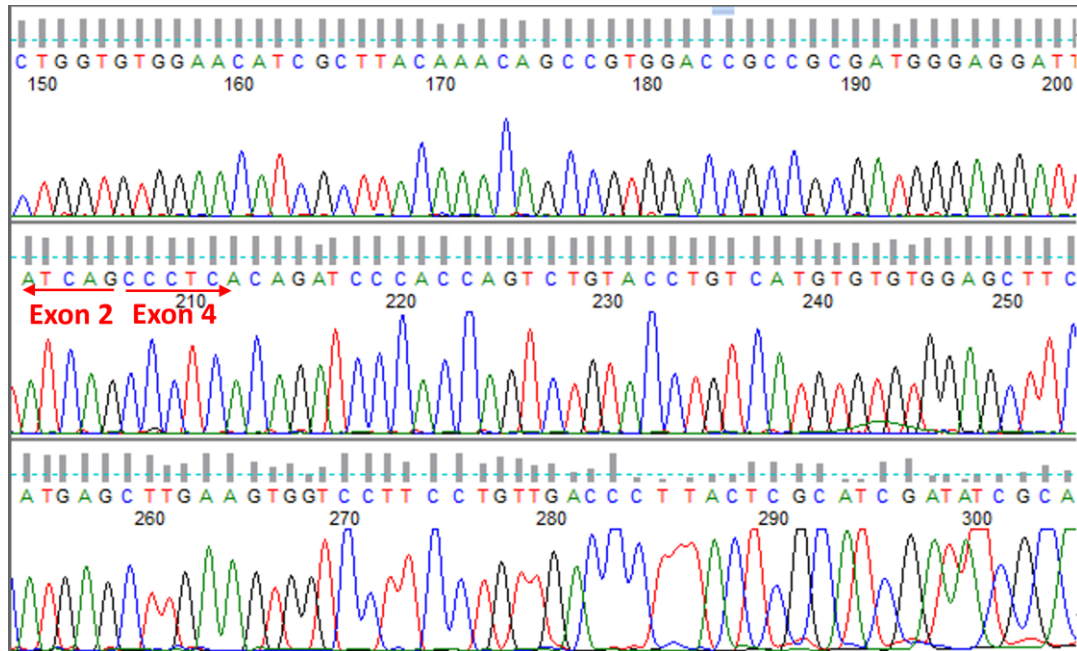 CTGGTGTGGAACATCGCTTACAAACAGCCGTGGACCGCCGCGATGGGAGGATT
150 160 170 180 190 200
ATCAGCCCTCACAGATCCCACCAGTCTGTACCTGTCATGTGTGTGGAGCTTC
210 220 230 240 250
Exon 2 Exon 4
ATGAGCTTGAAGTGGTCCTTCCTGTTGACCCTTACTCGCATCGATATCGCA
260 270 280 290 300